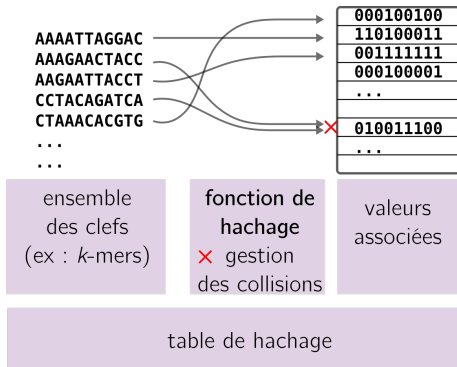 AAAATTAGGAC
AAAGAACTACC
AAGAATTACCT
CCTACAGATCA
CTAAACACGTG
...
...
000100100
110100011
001111111
000100001
...
010011100
...
ensemble
des clefs
(ex : k-mers)
fonction de
hachage
× gestion
des collisions
valeurs
associées
table de hachage